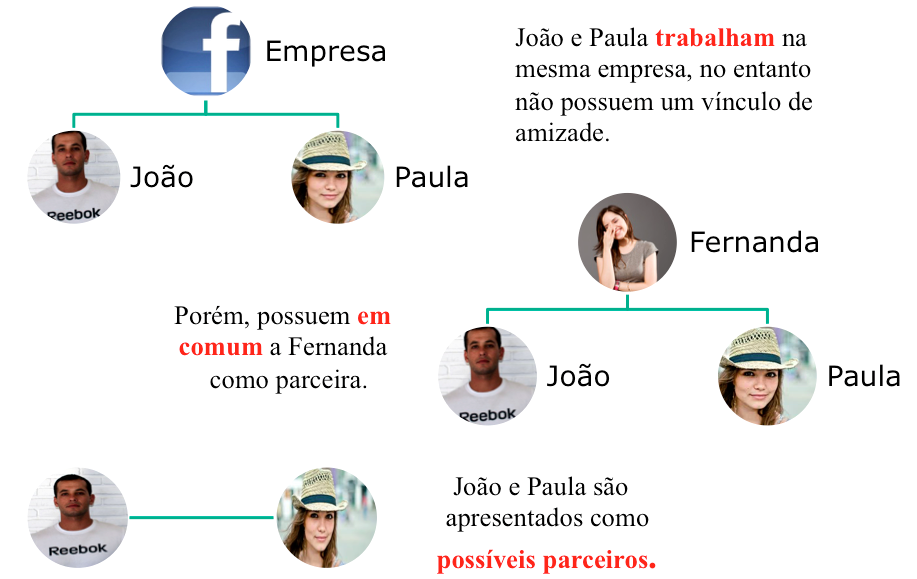 f
Empresa
João e Paula trabalham na
mesma empresa, no entanto
não possuem um vínculo de
amizade.
Reebok
João
Paula
Fernanda
Porém, possuem em
comum a Fernanda
como parceira.
Reebok
João
Paula
Reebok
João e Paula são
apresentados como
possíveis parceiros.